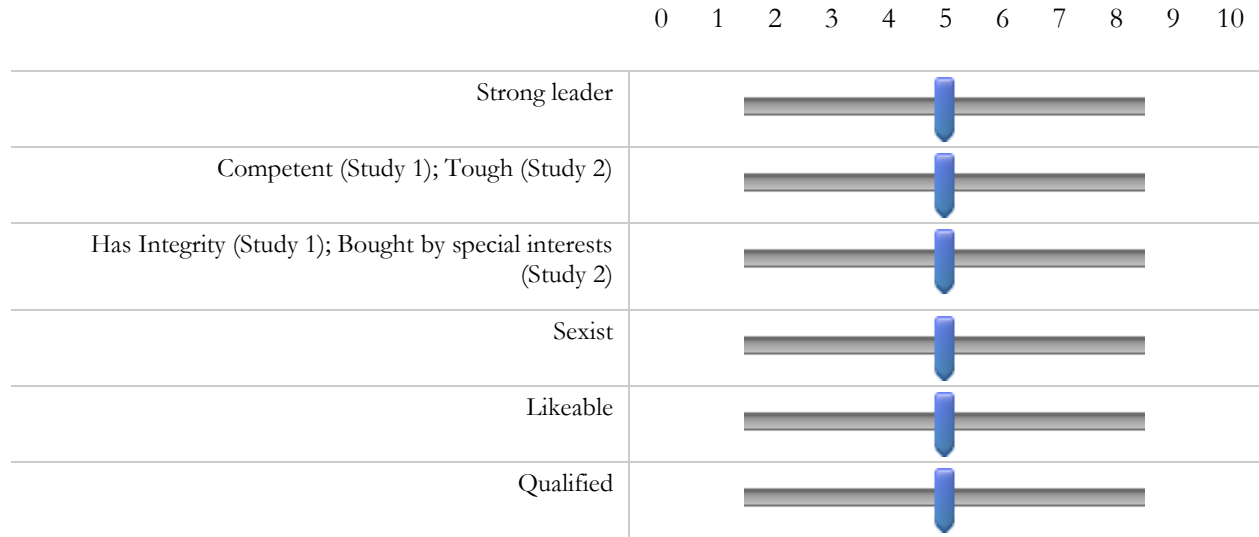 0 1 2 3 4 5 6 7 8 9 10
Strong leader
Competent (Study 1); Tough (Study 2)
Has Integrity (Study 1); Bought by special interests
(Study 2)
Sexist
Likeable
Qualified